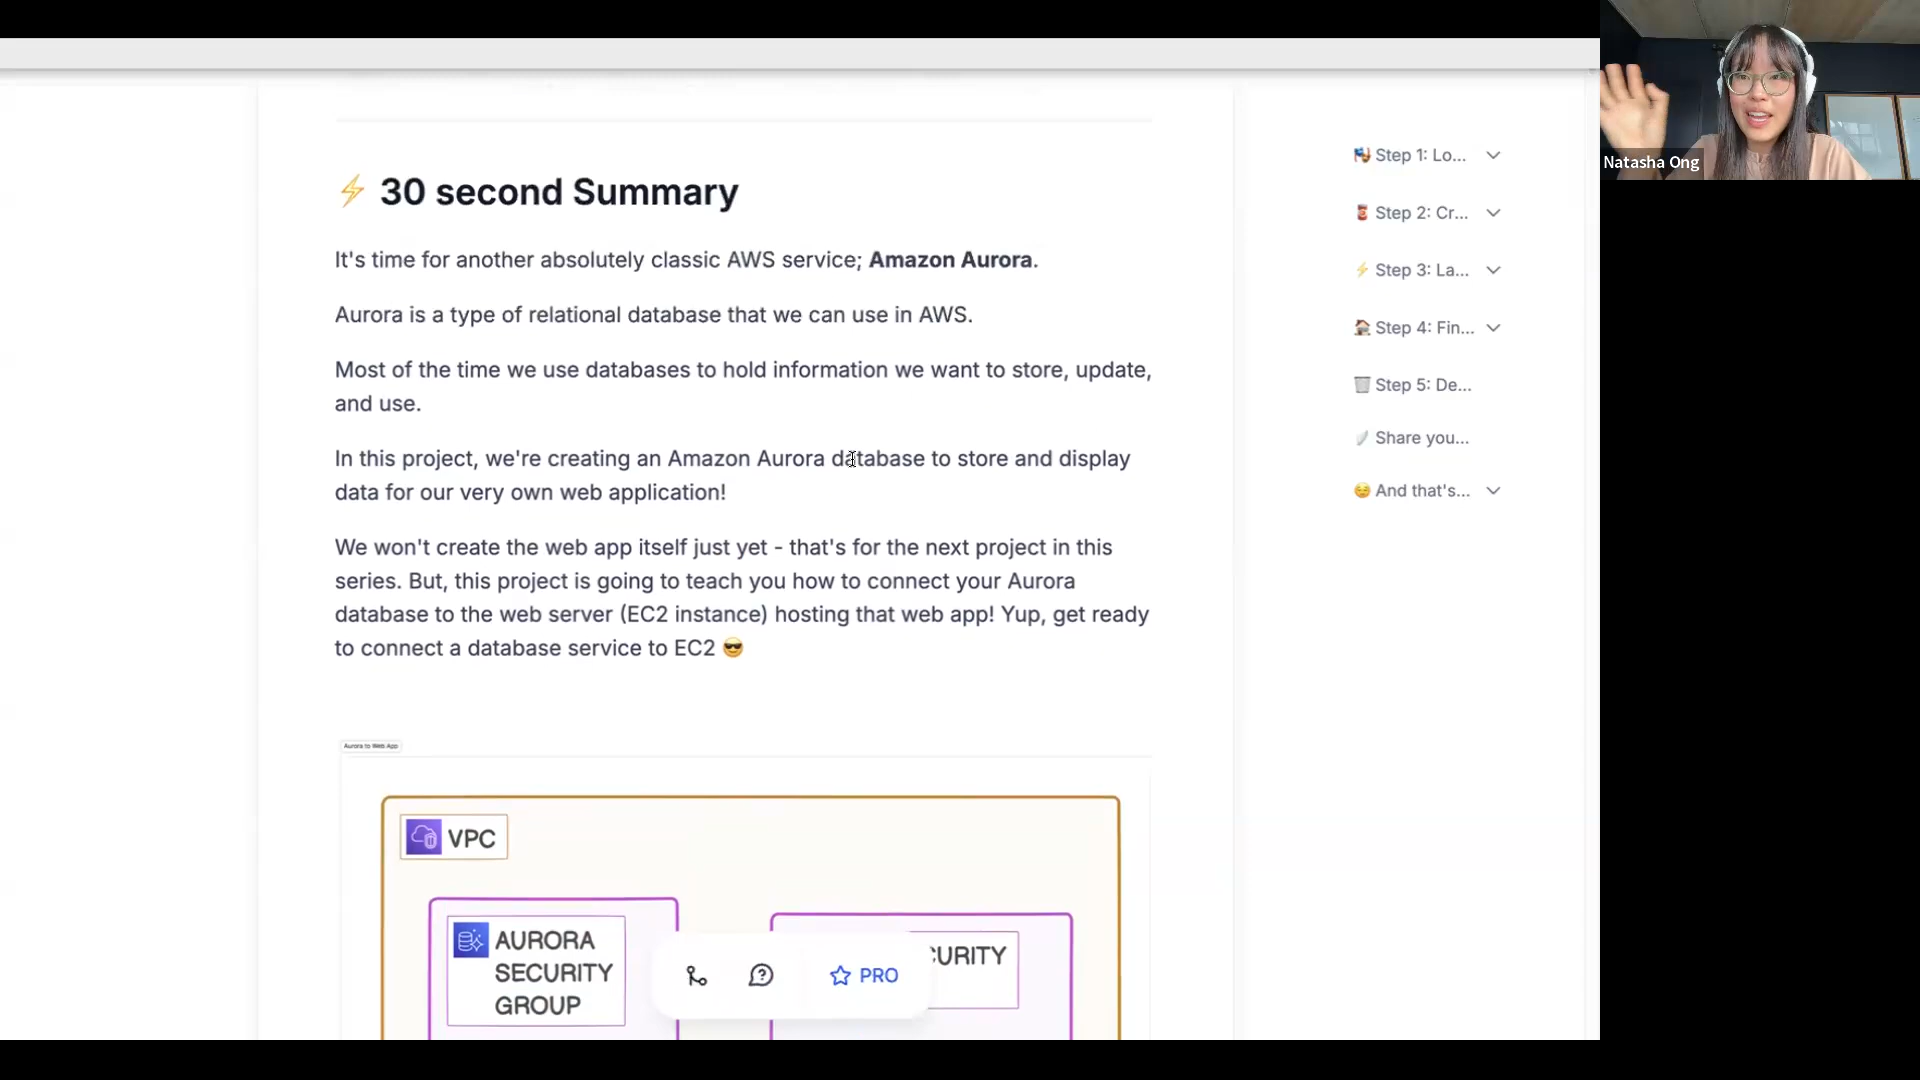 ⚡ 30 second Summary
It's time for another absolutely classic AWS service; Amazon Aurora.
Aurora is a type of relational database that we can use in AWS.
Most of the time we use databases to hold information we want to store, update,
and use.
In this project, we're creating an Amazon Aurora database to store and display
data for our very own web application!
We won't create the web app itself just yet - that's for the next project in this
series. But, this project is going to teach you how to connect your Aurora
database to the web server (EC2 instance) hosting that web app! Yup, get ready
to connect a database service to EC2 😎
Aurora to Web App
VPC
AURORA
SECURITY
GROUP
CURITY
PRO
Step 1: Lo...
Step 2: Cr...
Step 3: La...
Step 4: Fin...
Step 5: De...
Share you...
And that's...
Natasha Ong